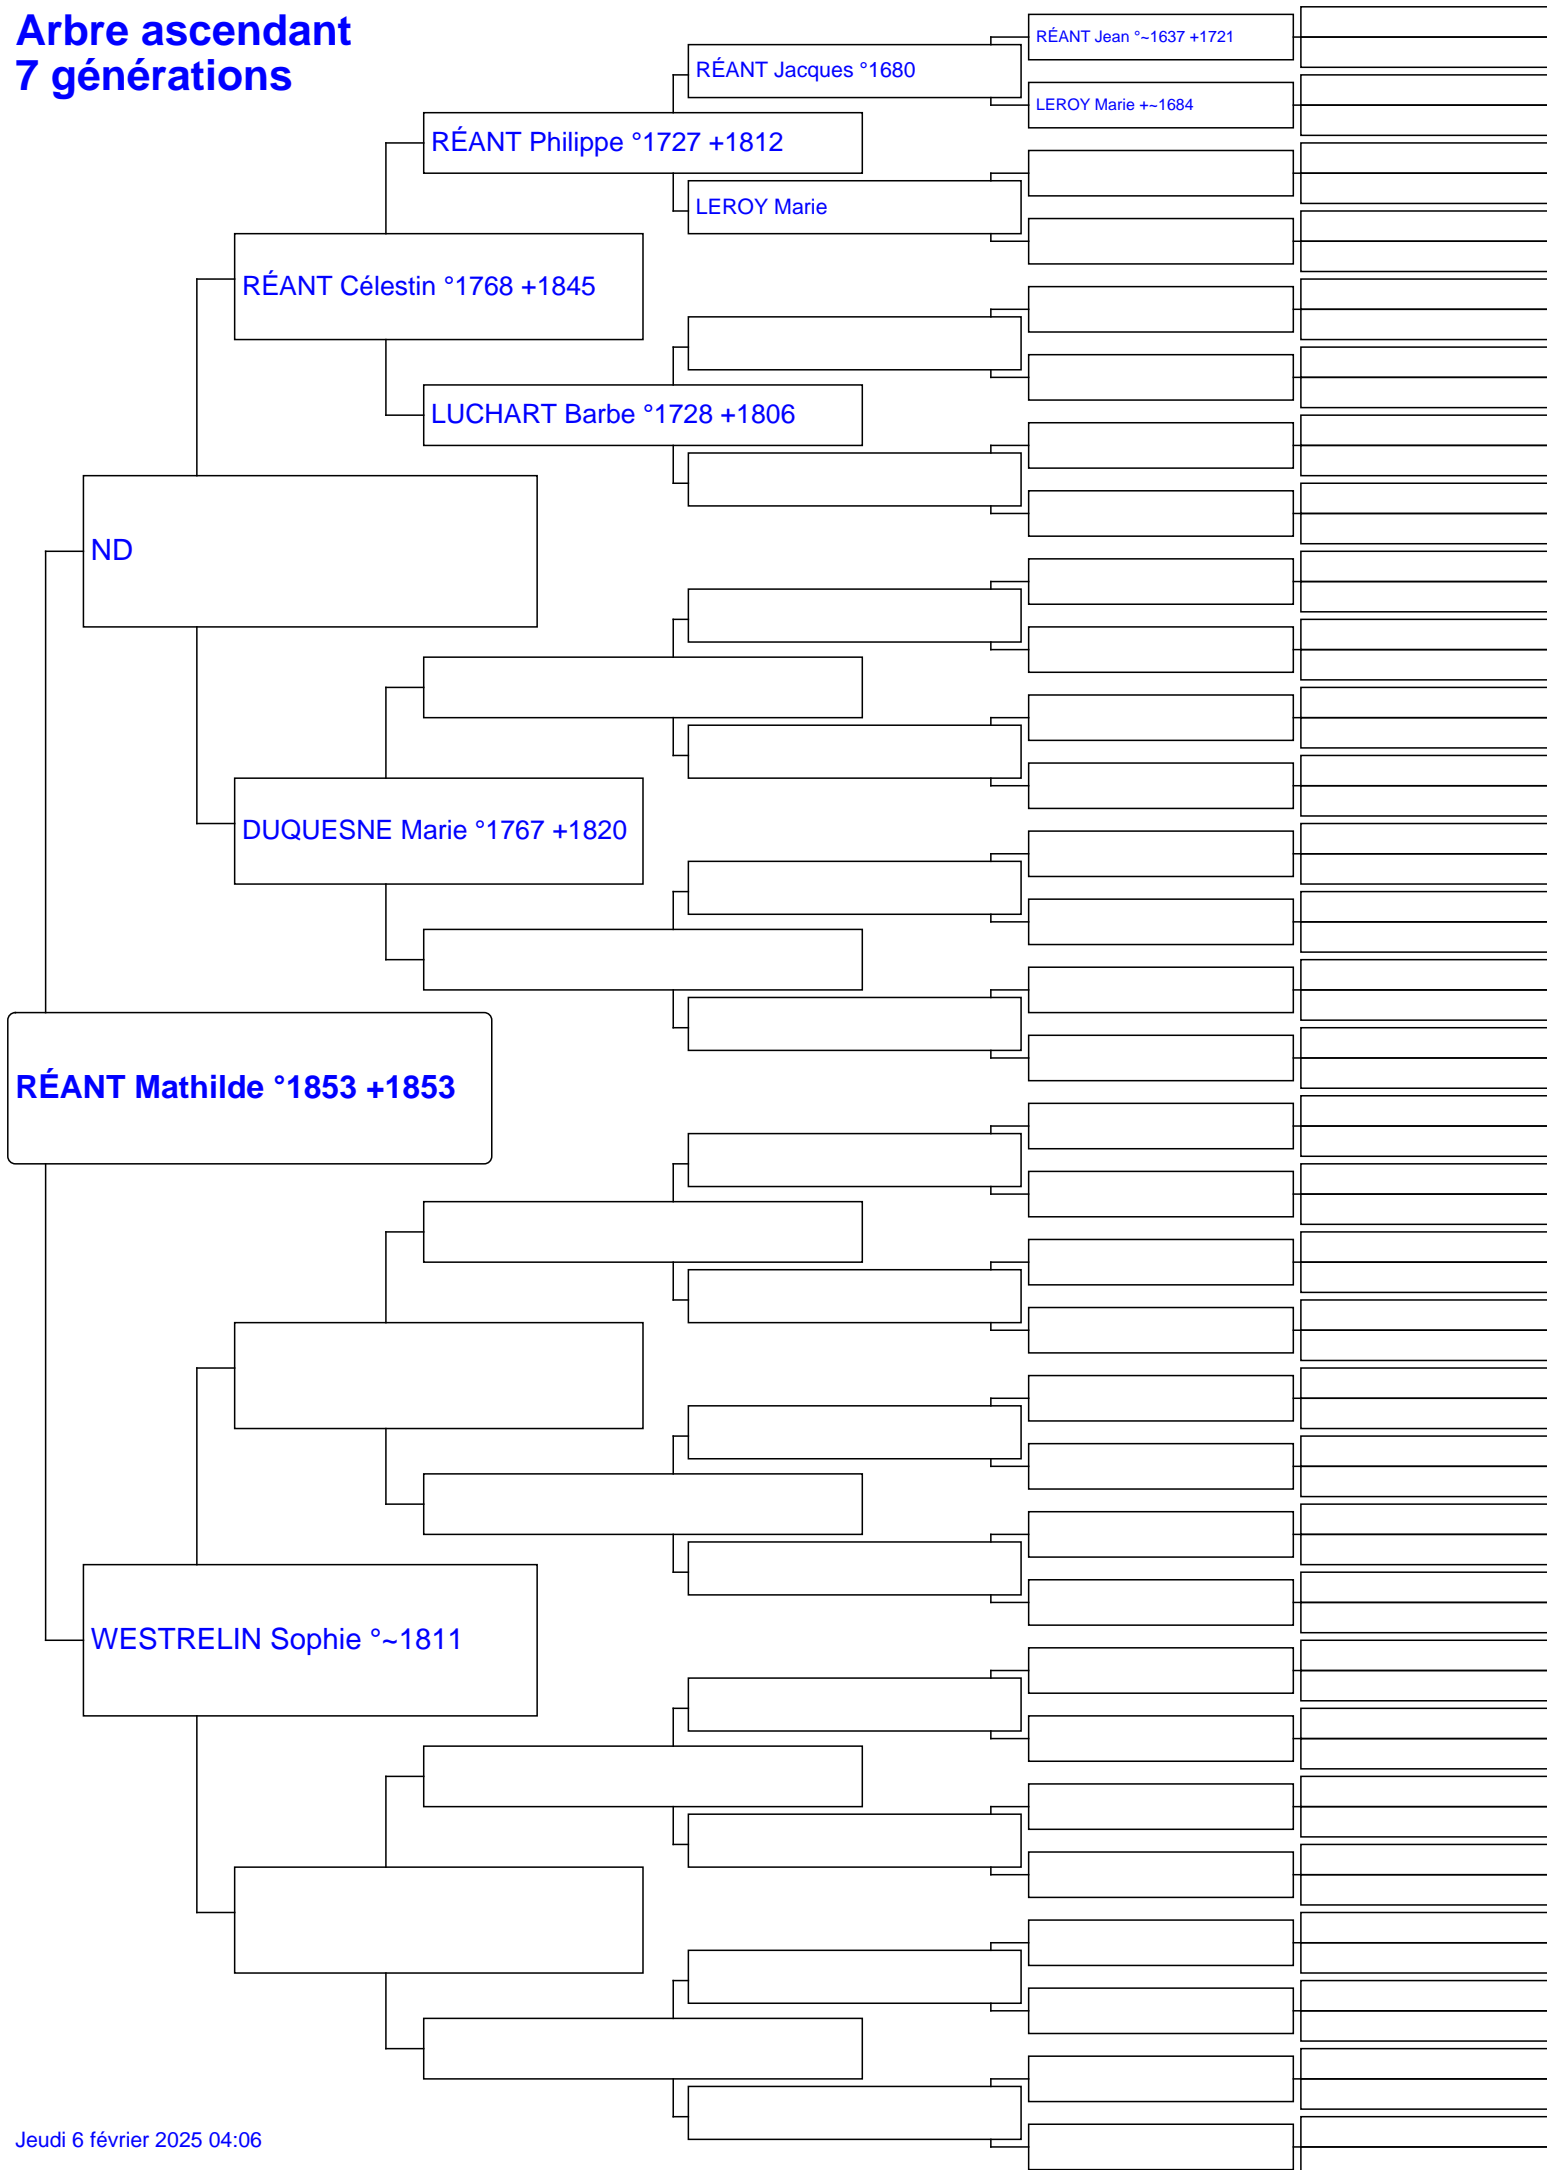 Arbre ascendant
7 générations
RÉANT Jean °~1637 +1721
RÉANT Jacques °1680
LEROY Marie +~1684
RÉANT Philippe °1727 +1812
LEROY Marie
RÉANT Célestin °1768 +1845
LUCHART Barbe °1728 +1806
ND
DUQUESNE Marie °1767 +1820
RÉANT Mathilde °1853 +1853
WESTRELIN Sophie °~1811
Jeudi 6 février 2025 04:06